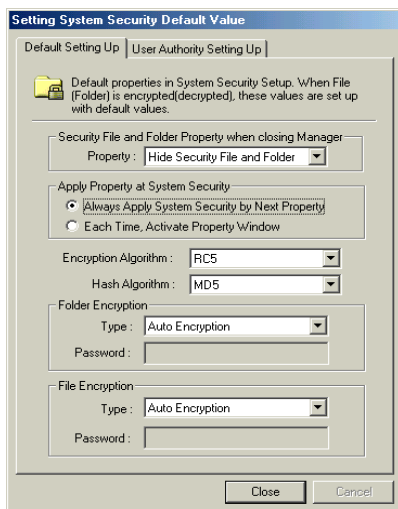 Setting System Security Default Value
Default Setting Up
User Authority Setting Up
Default properties in System Security Setup. When File
(Folder) is encrypted(decrypted), these values are set up
with default values.
Security File and Folder Property when closing Manager
Property : Hide Security File and Folder
Apply Property at System Security
Always Apply System Security by Next Property
Each Time, Activate Property Window
Encryption Algorithm : RC5
Hash Algorithm : MD5
Folder Encryption
Type : Auto Encryption
Password :
File Encryption
Type : Auto Encryption
Password :
Close Cancel